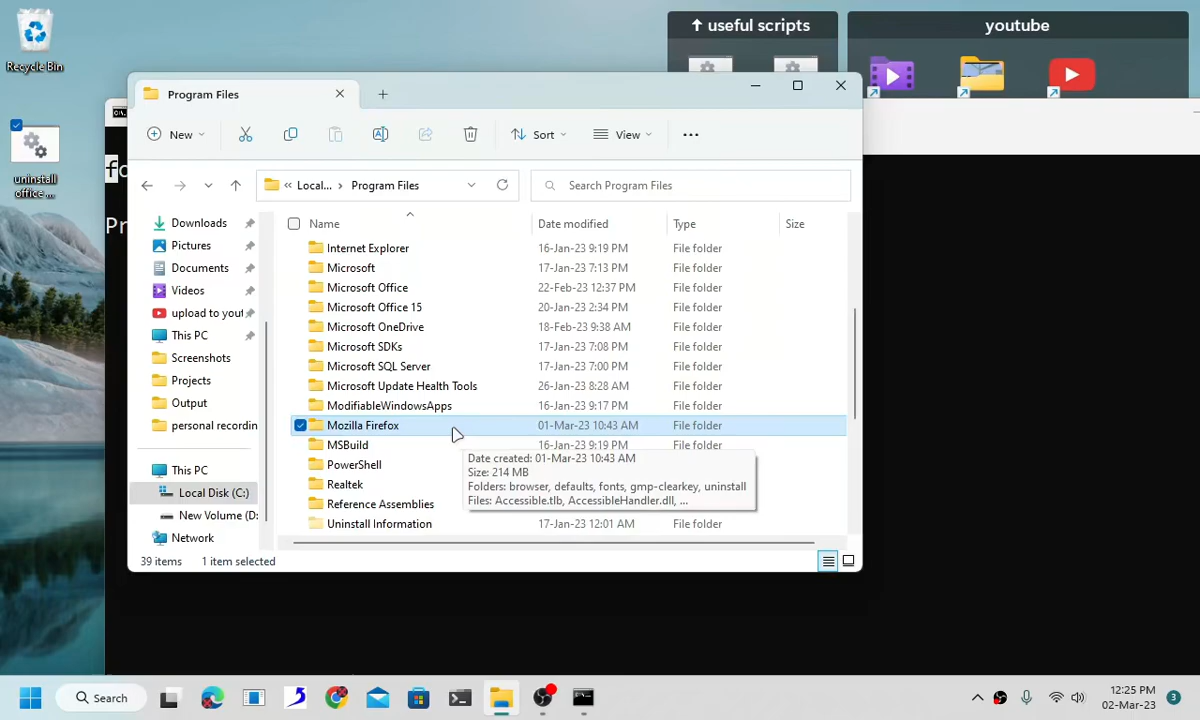 ↑ useful scripts
youtube
Recycle Bin
uninstall
office ...
Program Files
New
Sort
View
« Local... > Program Files
Search Program Files
Name
Date modified
Type
Size
Downloads
Pictures
Documents
Videos
upload to yout
This PC
Screenshots
Projects
Output
personal recordin
This PC
Local Disk (C:)
New Volume (D:
Network
Internet Explorer 16-Jan-23 9:19 PM File folder
Microsoft 17-Jan-23 7:13 PM File folder
Microsoft Office 22-Feb-23 12:37 PM File folder
Microsoft Office 15 20-Jan-23 2:34 PM File folder
Microsoft OneDrive 18-Feb-23 9:38 AM File folder
Microsoft SDKs 17-Jan-23 7:08 PM File folder
Microsoft SQL Server 17-Jan-23 7:00 PM File folder
Microsoft Update Health Tools 26-Jan-23 8:28 AM File folder
ModifiableWindowsApps 16-Jan-23 9:17 PM File folder
Mozilla Firefox 01-Mar-23 10:43 AM File folder
MSBuild 16-Jan-23 9:19 PM File folder
PowerShell
Realtek
Reference Assemblies
Uninstall Information 17-Jan-23 12:01 AM File folder
Date created: 01-Mar-23 10:43 AM
Size: 214 MB
Folders: browser, defaults, fonts, gmp-clearkey, uninstall
Files: Accessible.tlb, AccessibleHandler.dll, ...
39 items
1 item selected
Search
12:25 PM
02-Mar-23
3